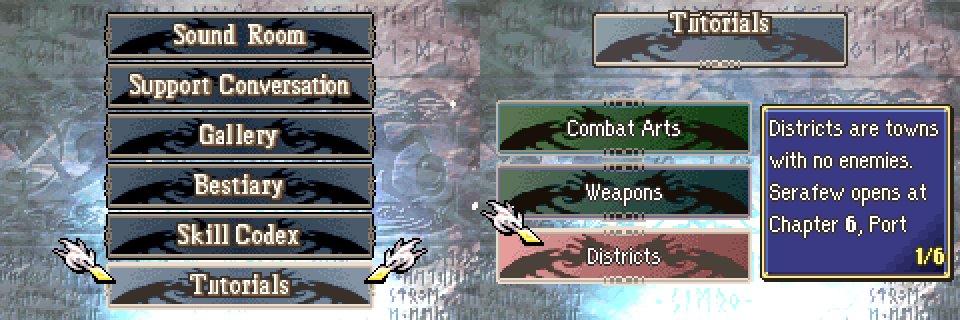 Sound Room
Support Conversation
Gallery
Bestiary
Skill Codex
Tutorials
Tutorials
Combat Arts
Weapons
Districts
Districts are towns
with no enemies.
Serafew opens at
Chapter 6, Port
1/6